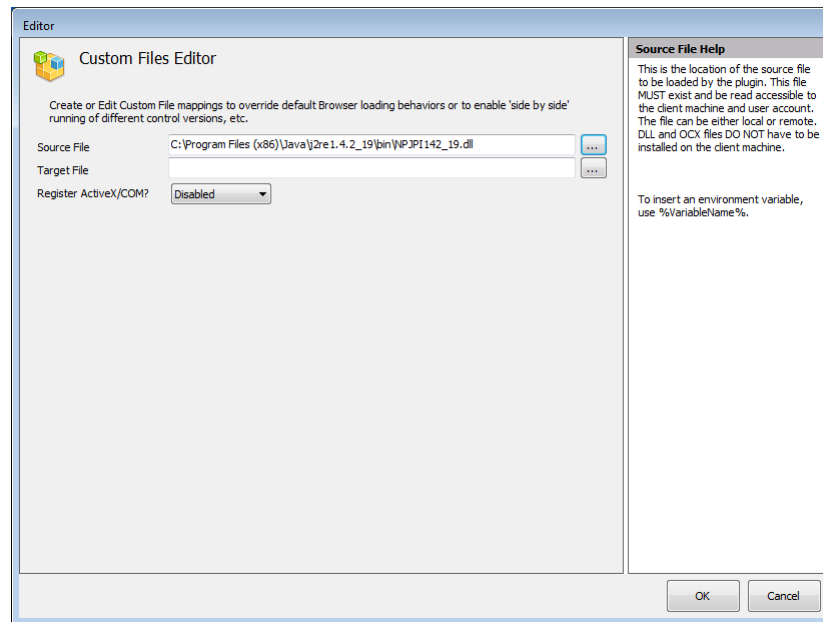 Editor
Custom Files Editor
Create or Edit Custom File mappings to override default Browser loading behaviors or to enable 'side by side'
running of different control versions, etc.
Source File
C:\Program Files (x86)\Java\j2re1.4.2_19\bin\NPJPI142_19.dll
...
Target File
...
Register ActiveX/COM?
Disabled
Source File Help
This is the location of the source file
to be loaded by the plugin. This file
MUST exist and be read accessible to
the client machine and user account.
The file can be either local or remote.
DLL and OCX files DO NOT have to be
installed on the client machine.
To insert an environment variable,
use %VariableName%.
OK
Cancel